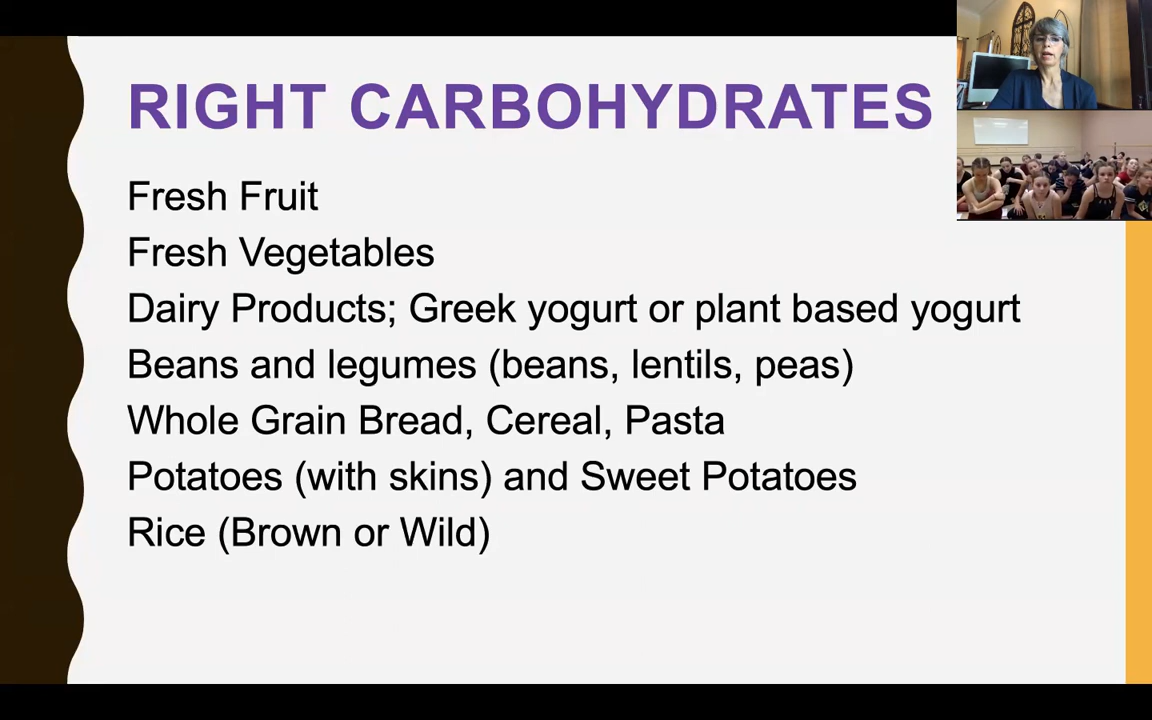 RIGHT CARBOHYDRATES
Fresh Fruit
Fresh Vegetables
Dairy Products; Greek yogurt or plant based yogurt
Beans and legumes (beans, lentils, peas)
Whole Grain Bread, Cereal, Pasta
Potatoes (with skins) and Sweet Potatoes
Rice (Brown or Wild)